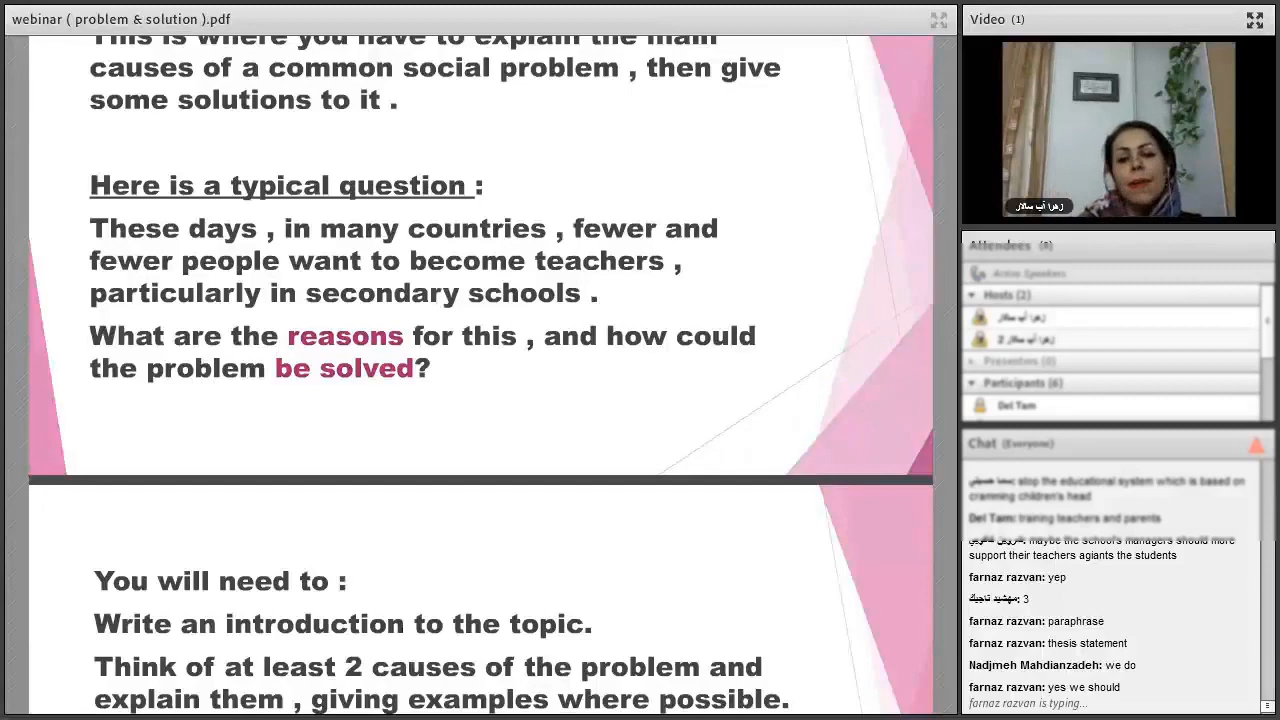 webinar ( problem & solution ).pdf
This is where you have to explain the main
causes of a common social problem , then give
some solutions to it .
Here is a typical question :
These days , in many countries , fewer and
fewer people want to become teachers ,
particularly in secondary schools .
What are the reasons for this , and how could
the problem be solved?
You will need to :
Write an introduction to the topic.
Think of at least 2 causes of the problem and
explain them , giving examples where possible.
Video (1)
زهرا آب سالار
Attendees (8)
Active Speakers
Hosts (2)
زهرا آب سالار
زهرا آب سالار 2
Presenters (0)
Participants (6)
Del Tam
Chat (Everyone)
stop the educational system which is based on
cramming children's head
Del Tam: training teachers and parents
maybe the school's managers should more
support their teachers agiants the students
farnaz razvan: yep
مهشید تاجیک: 3
farnaz razvan: paraphrase
farnaz razvan: thesis statement
Nadjmeh Mahdianzadeh: we do
farnaz razvan: yes we should
farnaz razvan is typing...